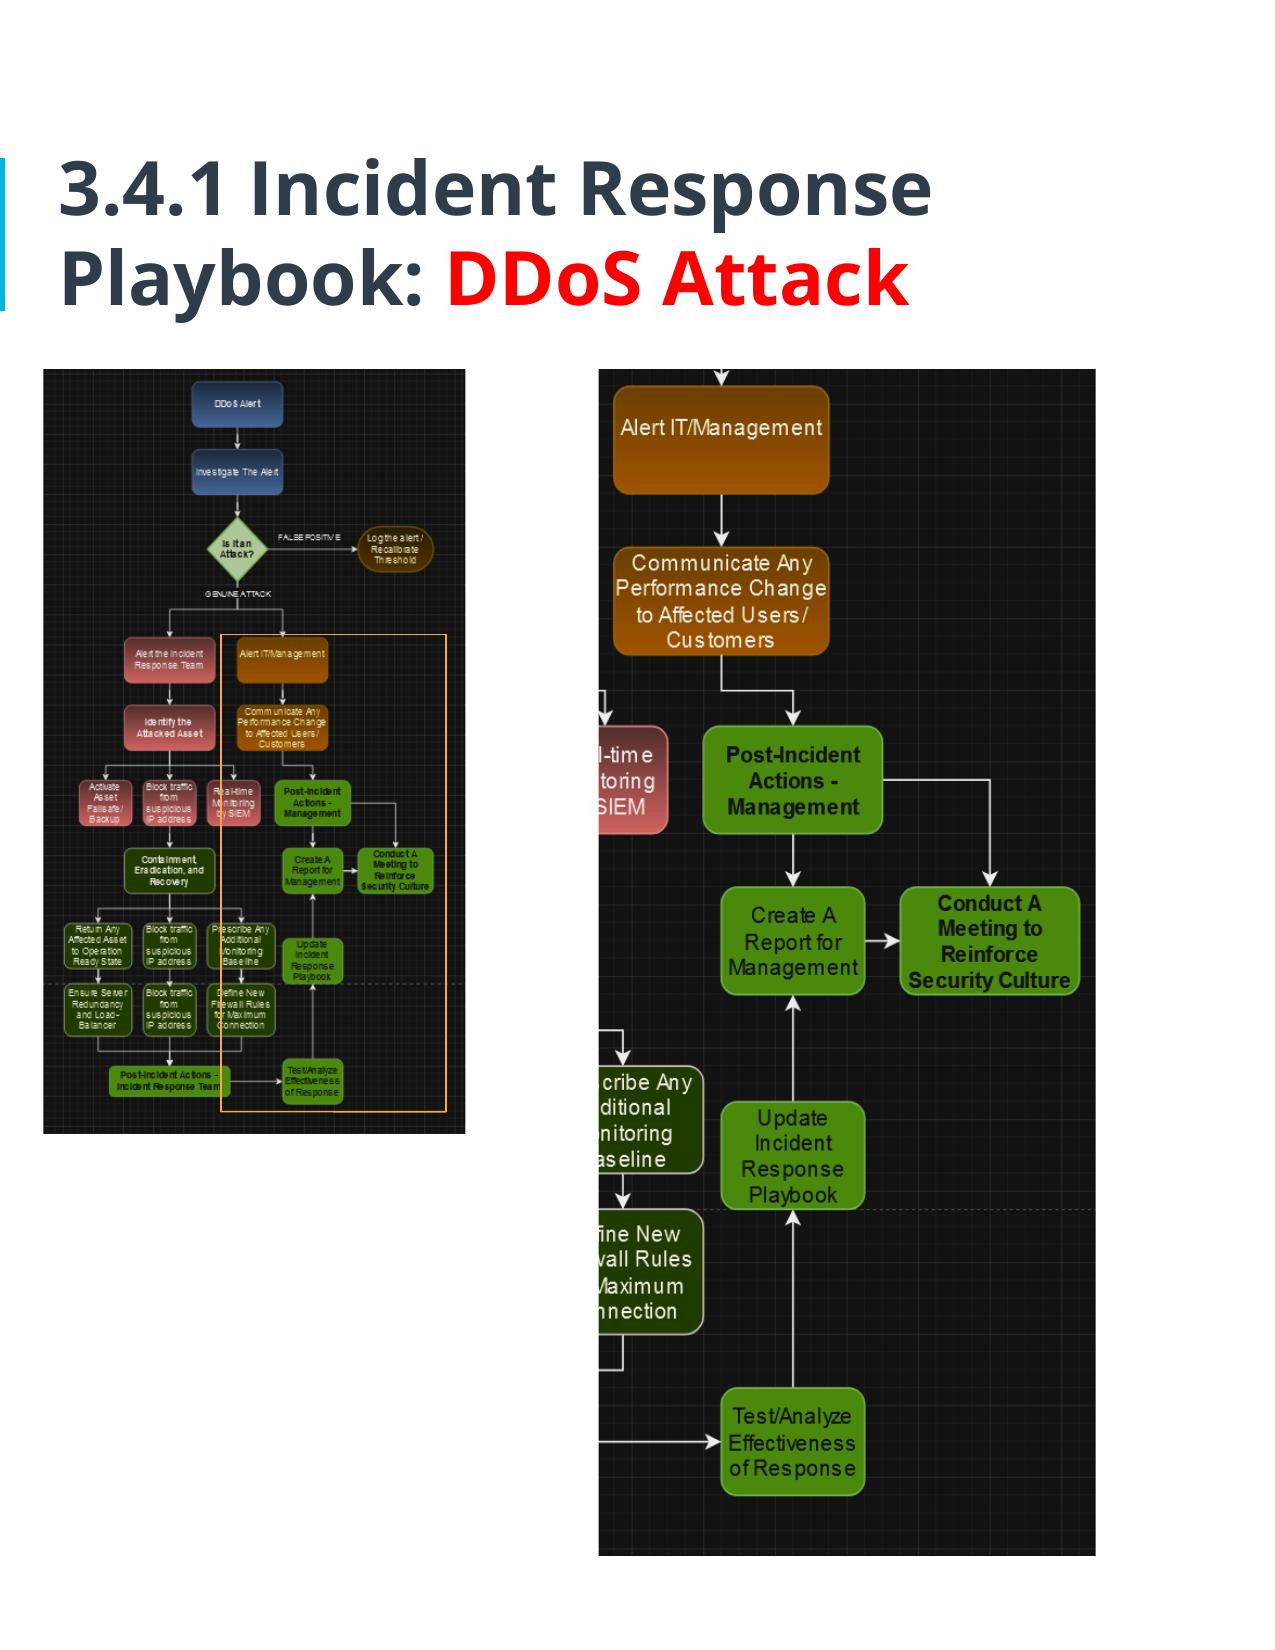 3.4.1 Incident Response
Playbook: DDoS Attack
DDoS Alert
Investigate The Alert
Is it an
Attack?
FALSE POSITIVE
Log the alert /
Recalibrate
Threshold
GENUINE ATTACK
Alert the Incident
Response Team
Alert IT/Management
Identify the
Attacked Asset
Communicate Any
Performance Change
to Affected Users/
Customers
Activate
Asset
Failsafe/
Backup
Block traffic
from
suspicious
IP address
Real-time
Monitoring
by SIEM
Post-Incident
Actions -
Management
Containment,
Eradication, and
Recovery
Create A
Report for
Management
Conduct A
Meeting to
Reinforce
Security Culture
Return Any
Affected Asset
to Operation
Ready State
Block traffic
from
suspicious
IP address
Prescribe Any
Additional
Monitoring
Baseline
Update
Incident
Response
Playbook
Ensure Server
Redundancy
and Load-
Balancer
Block traffic
from
suspicious
IP address
Define New
Firewall Rules
for Maximum
Connection
Post-Incident Actions -
Incident Response Team
Test/Analyze
Effectiveness
of Response
Alert IT/Management
Communicate Any
Performance Change
to Affected Users/
Customers
l-time
toring
SIEM
Post-Incident
Actions -
Management
Create A
Report for
Management
Conduct A
Meeting to
Reinforce
Security Culture
scribe Any
ditional
nitoring
aseline
Update
Incident
Response
Playbook
fine New
wall Rules
Maximum
nnection
Test/Analyze
Effectiveness
of Response